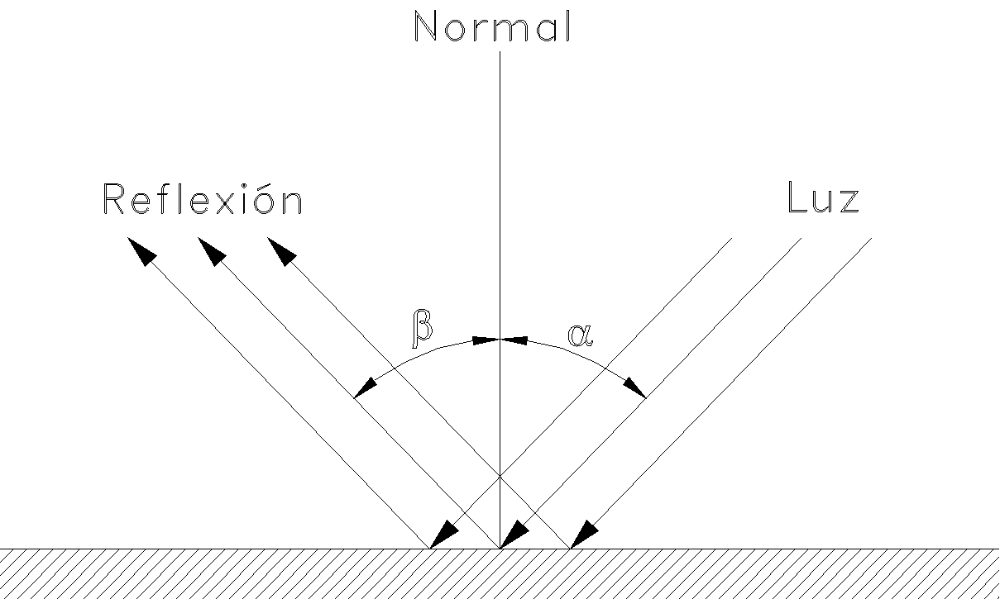 Normal
Reflexión
Luz
β
α